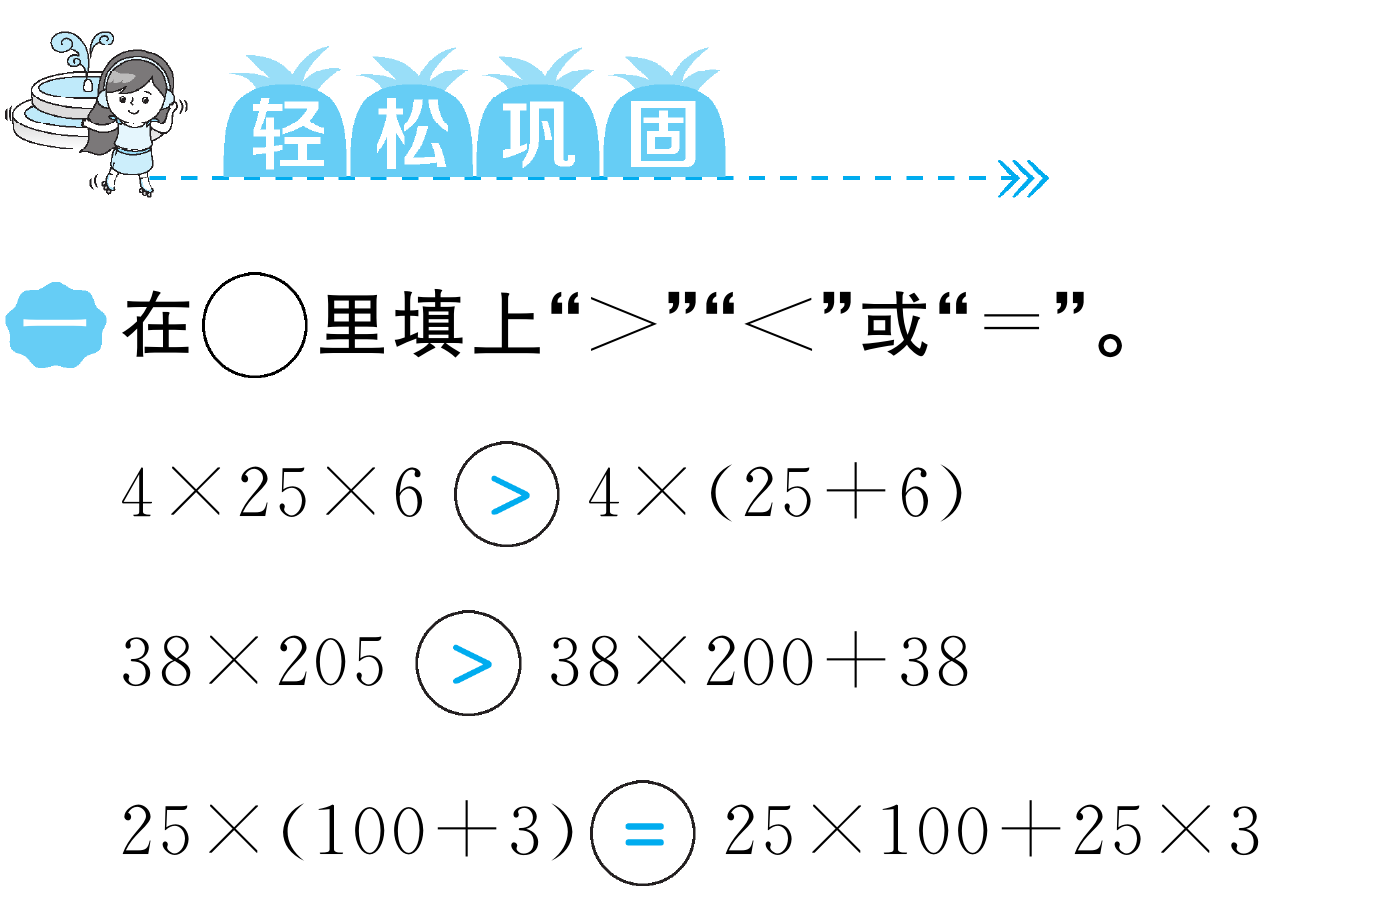 轻松巩固
一 在○里填上“>”“<”或“=”。
4×25×6 > 4×(25+6)
38×205 > 38×200+38
25×(100+3) = 25×100+25×3